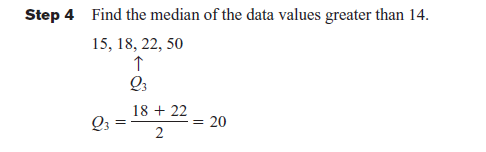 Step 4 Find the median of the data values greater than 14.
15, 18, 22, 50
↑
Q₃
Q₃ = (18 + 22)/2 = 20